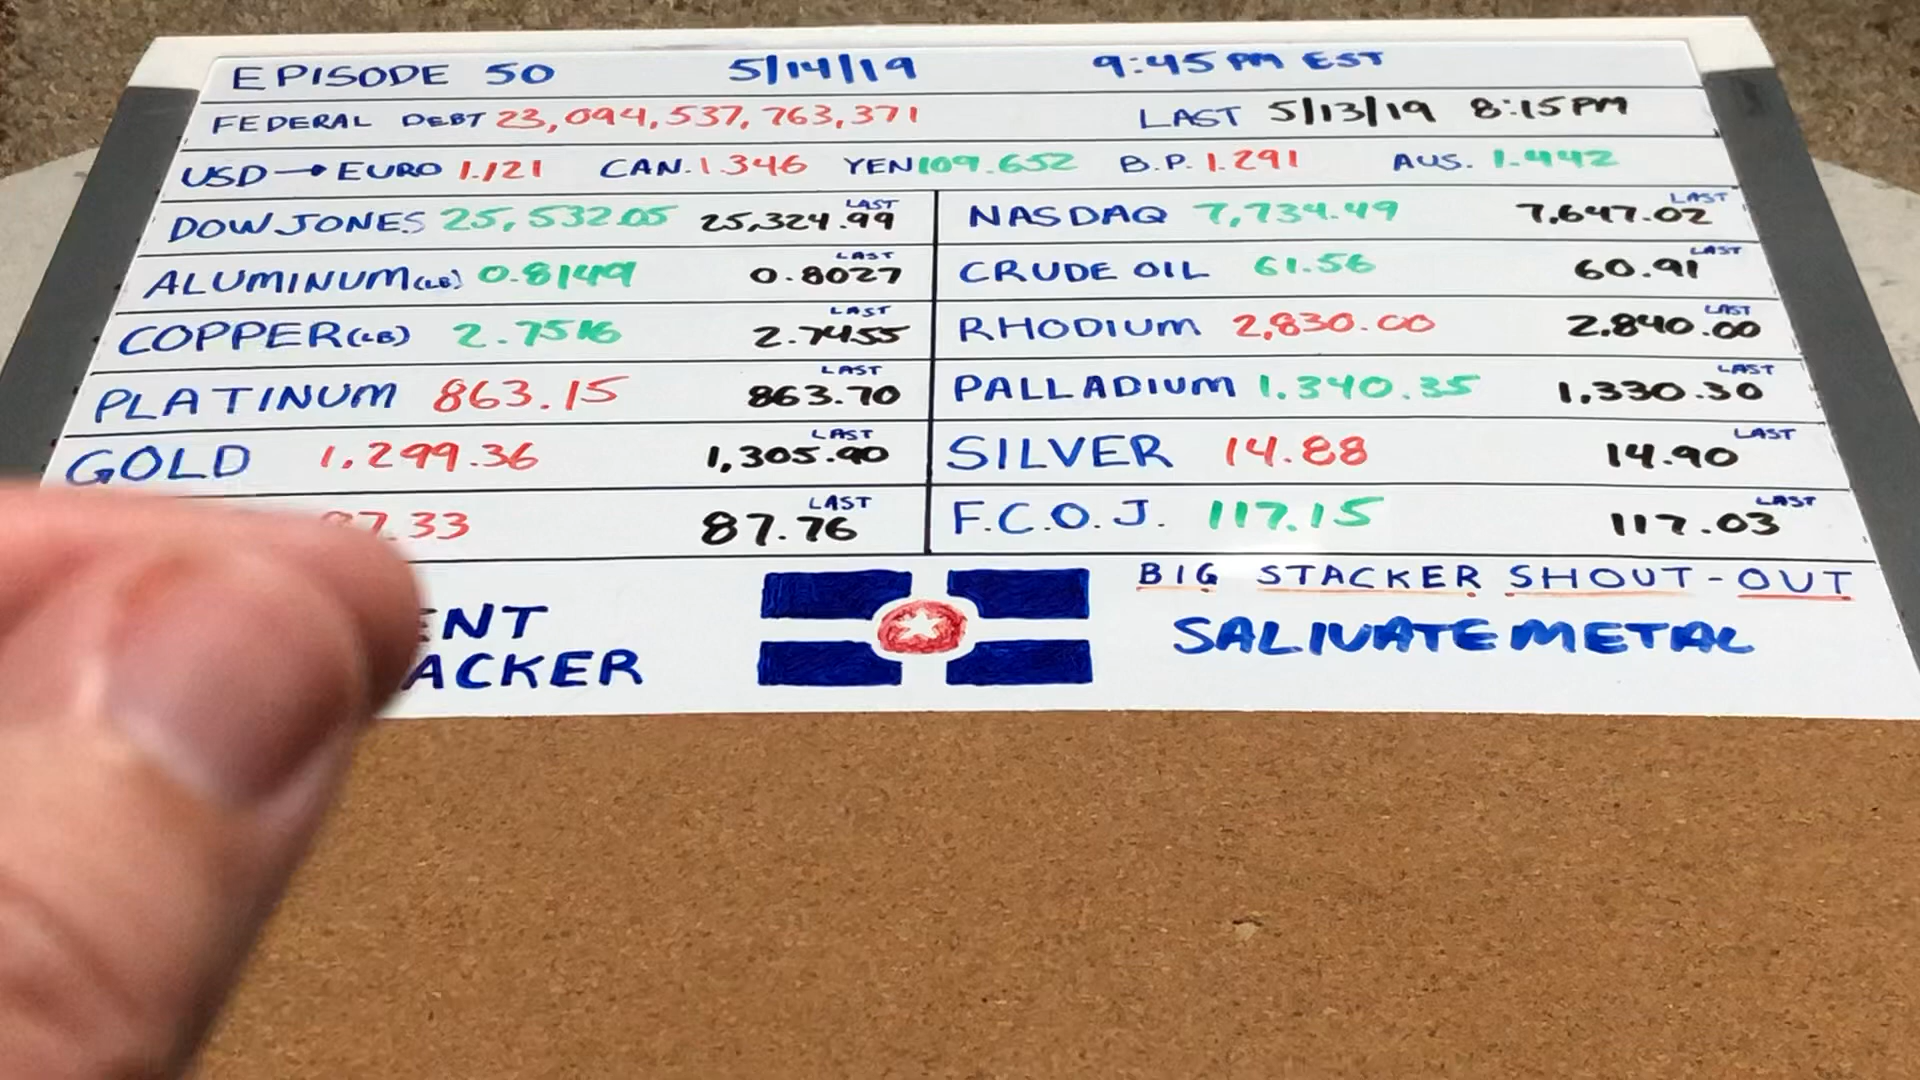 EPISODE 50 5/14/19 9:45 PM EST
FEDERAL DEBT 23,094,537,763,371 LAST 5/13/19 8:15PM
USD → EURO 1.121 CAN. 1.346 YEN 109.652 B.P. 1.291 AUS. 1.442
DOW JONES 25,532.05 LAST 25,324.99 NASDAQ 7,734.49 LAST 7,647.02
ALUMINUM (LB) 0.8149 LAST 0.8027 CRUDE OIL 61.56 LAST 60.91
COPPER (LB) 2.7516 LAST 2.7455 RHODIUM 2,830.00 LAST 2,840.00
PLATINUM 863.15 LAST 863.70 PALLADIUM 1,340.35 LAST 1,330.30
GOLD 1,299.36 LAST 1,305.90 SILVER 14.88 LAST 14.90
87.33 LAST 87.76 F.C.O.J. 117.15 LAST 117.03
BIG STACKER SHOUT-OUT
ENT
ACKER
SALIVATEMETAL